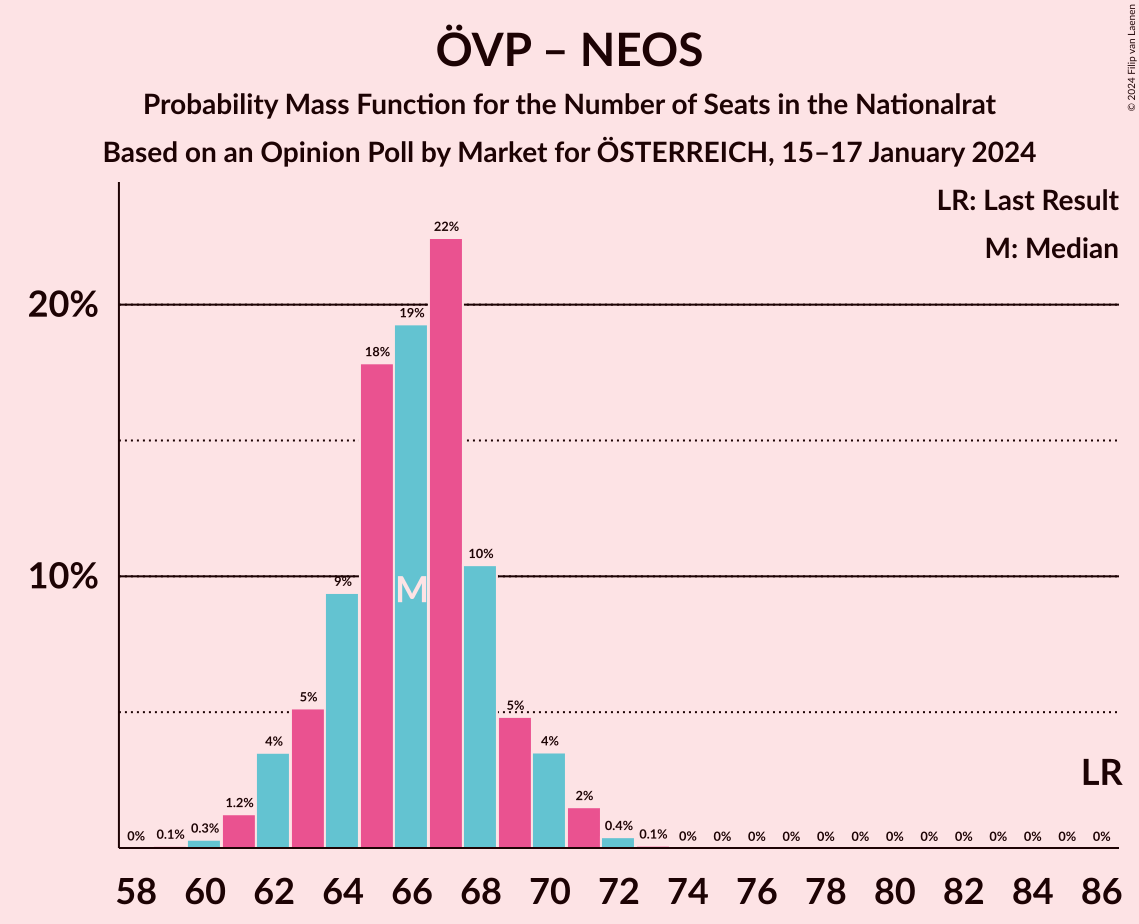 ÖVP – NEOS
Probability Mass Function for the Number of Seats in the Nationalrat
Based on an Opinion Poll by Market for ÖSTERREICH, 15–17 January 2024
© 2024 Filip van Laenen
LR: Last Result
M: Median
22%
20%
19%
18%
10%
10%
9%
M
5%
5%
4%
4%
LR
1.2%
2%
0% 0.1% 0.3% 0.4% 0.1% 0% 0% 0% 0% 0% 0% 0% 0% 0% 0% 0% 0% 0%
58 60 62 64 66 68 70 72 74 76 78 80 82 84 86